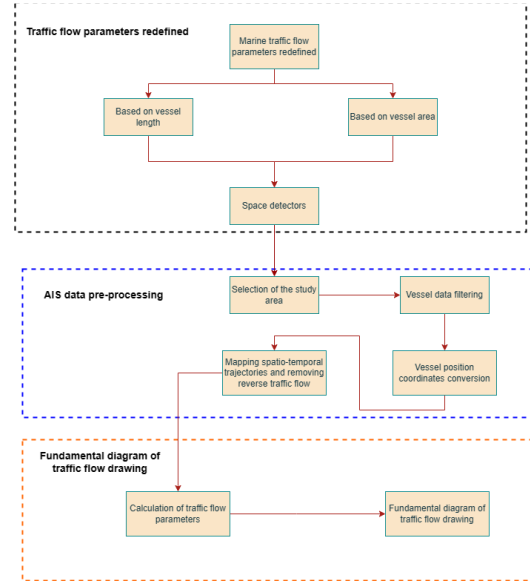 Traffic flow parameters redefined
Marine traffic flow
parameters redefined
Based on vessel
length
Based on vessel area
Space detectors
AIS data pre-processing
Selection of the study
area
Vessel data filtering
Mapping spatio-temporal
trajectories and removing
reverse traffic flow
Vessel position
coordinates conversion
Fundamental diagram of
traffic flow drawing
Calculation of traffic flow
parameters
Fundamental diagram of
traffic flow drawing